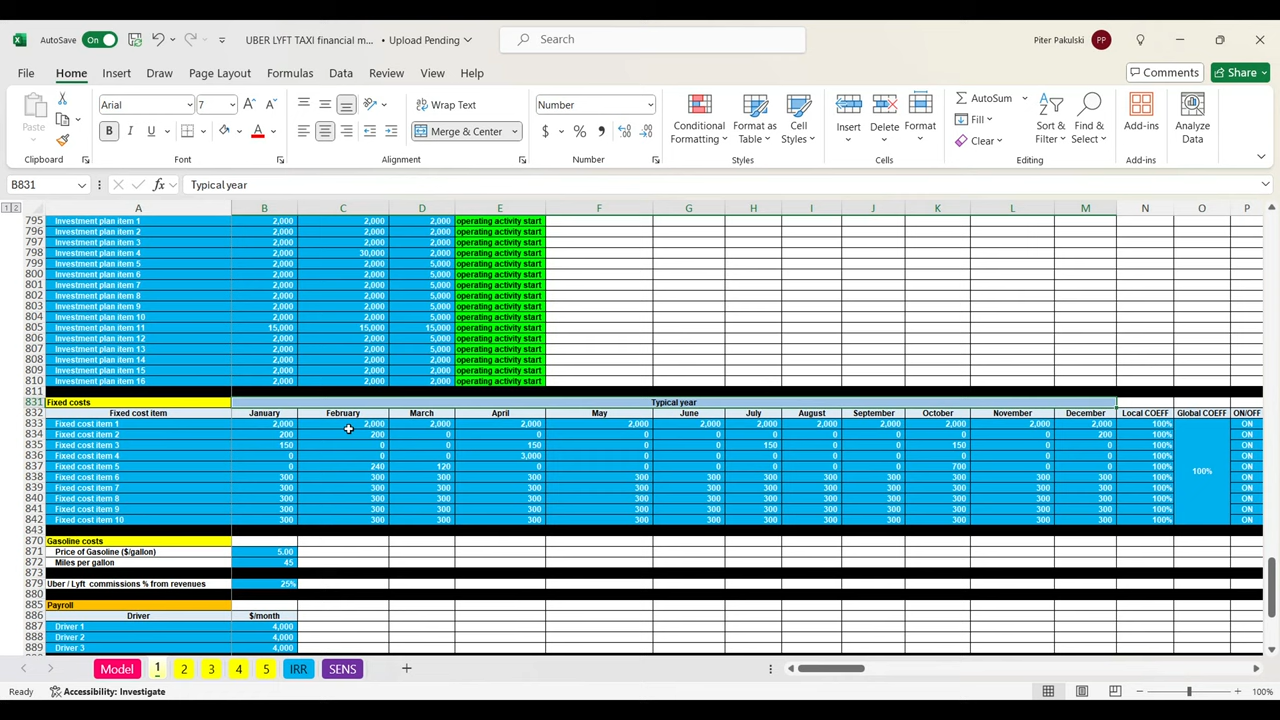 AutoSave On UBER LYFT TAXI financial m... • Upload Pending Search Piter Pakulski PP
File Home Insert Draw Page Layout Formulas Data Review View Help Comments Share
Paste Arial 7 Wrap Text Number Conditional Formatting Format as Table Cell Styles Insert Delete Format AutoSum Sort & Filter Find & Select Add-ins Analyze Data
B I U Merge & Center $ % Fill
Clear
Clipboard Font Alignment Number Styles Cells Editing Add-ins
B831 fx Typical year
A B C D E F G H I J K L M N O P
795 Investment plan item 1 2,000 2,000 2,000 operating activity start
796 Investment plan item 2 2,000 2,000 2,000 operating activity start
797 Investment plan item 3 2,000 2,000 2,000 operating activity start
798 Investment plan item 4 2,000 30,000 2,000 operating activity start
799 Investment plan item 5 2,000 2,000 5,000 operating activity start
800 Investment plan item 6 2,000 2,000 5,000 operating activity start
801 Investment plan item 7 2,000 2,000 5,000 operating activity start
802 Investment plan item 8 2,000 2,000 5,000 operating activity start
803 Investment plan item 9 2,000 2,000 5,000 operating activity start
804 Investment plan item 10 2,000 2,000 5,000 operating activity start
805 Investment plan item 11 15,000 15,000 15,000 operating activity start
806 Investment plan item 12 2,000 2,000 5,000 operating activity start
807 Investment plan item 13 2,000 2,000 5,000 operating activity start
808 Investment plan item 14 2,000 2,000 2,000 operating activity start
809 Investment plan item 15 2,000 2,000 2,000 operating activity start
810 Investment plan item 16 2,000 2,000 2,000 operating activity start
811
831 Fixed costs Typical year
832 Fixed cost item January February March April May June July August September October November December Local COEFF Global COEFF ON/OFF
833 Fixed cost item 1 2,000 2,000 2,000 2,000 2,000 2,000 2,000 2,000 2,000 2,000 2,000 2,000 100% ON
834 Fixed cost item 2 200 200 0 0 0 0 0 0 0 0 0 200 100% ON
835 Fixed cost item 3 150 0 0 150 0 0 150 0 0 150 0 0 100% ON
836 Fixed cost item 4 0 0 0 3,000 0 0 0 0 0 0 0 0 100% ON
837 Fixed cost item 5 0 240 120 0 0 0 0 0 0 700 0 0 100% 100% ON
838 Fixed cost item 6 300 300 300 300 300 300 300 300 300 300 300 300 100% ON
839 Fixed cost item 7 300 300 300 300 300 300 300 300 300 300 300 300 100% ON
840 Fixed cost item 8 300 300 300 300 300 300 300 300 300 300 300 300 100% ON
841 Fixed cost item 9 300 300 300 300 300 300 300 300 300 300 300 300 100% ON
842 Fixed cost item 10 300 300 300 300 300 300 300 300 300 300 300 300 100% ON
843
870 Gasoline costs
871 Price of Gasoline ($/gallon) 5.00
872 Miles per gallon 45
873
879 Uber / Lyft commissions % from revenues 25%
880
885 Payroll
886 Driver $/month
887 Driver 1 4,000
888 Driver 2 4,000
889 Driver 3 4,000
Model 1 2 3 4 5 IRR SENS
Ready Accessibility: Investigate 100%